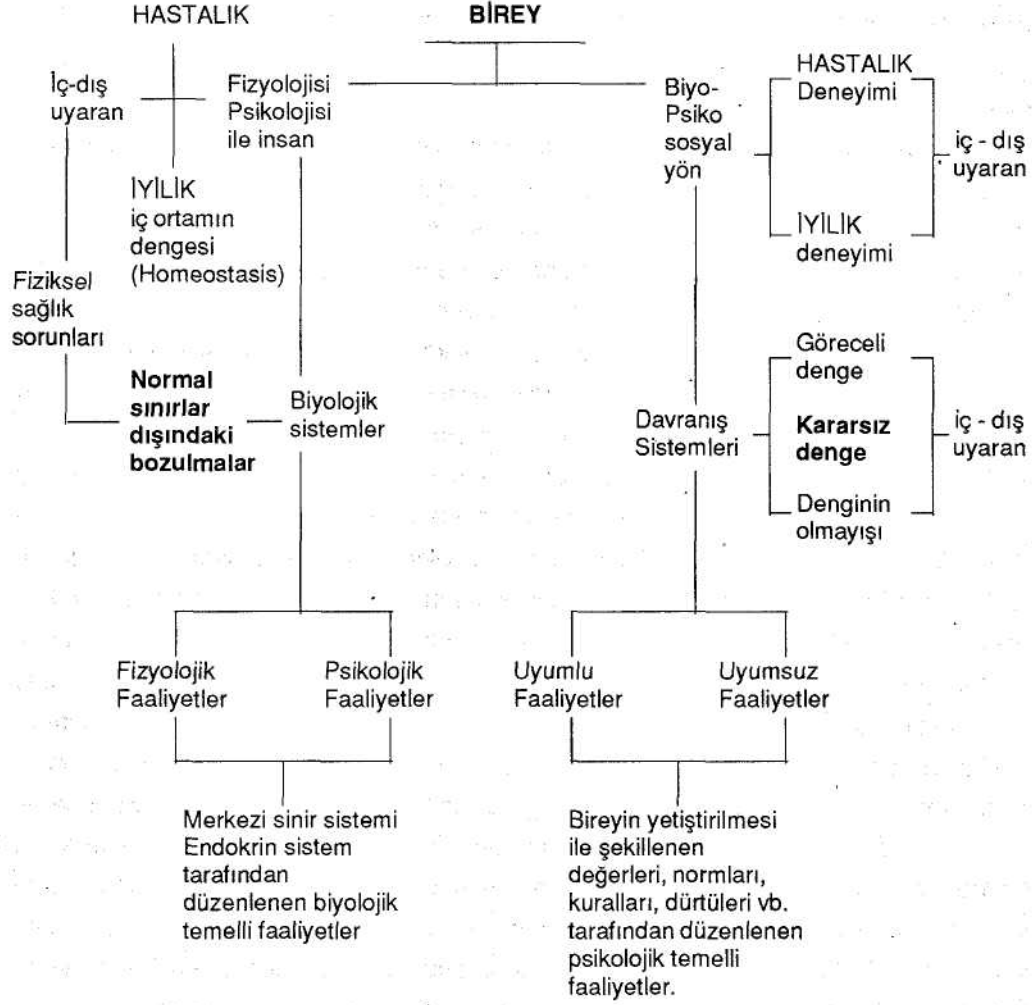 HASTALIK
BİREY
İç-dış
uyaran
Fizyolojisi
Psikolojisi
ile insan
Biyo-
Psiko
sosyal
yön
HASTALIK
Deneyimi
iç - dış
uyaran
İYİLİK
deneyimi
İYİLİK
iç ortamın
dengesi
(Homeostasis)
Fiziksel
sağlık
sorunları
Normal
sınırlar
dışındaki
bozulmalar
Biyolojik
sistemler
Davranış
Sistemleri
Göreceli
denge
Kararsız
denge
Denginin
olmayışı
iç - dış
uyaran
Fizyolojik
Faaliyetler
Psikolojik
Faaliyetler
Uyumlu
Faaliyetler
Uyumsuz
Faaliyetler
Merkezi sinir sistemi
Endokrin sistem
tarafından
düzenlenen biyolojik
temelli faaliyetler
Bireyin yetiştirilmesi
ile şekillenen
değerleri, normları,
kuralları, dürtüleri vb.
tarafından düzenlenen
psikolojik temelli
faaliyetler.